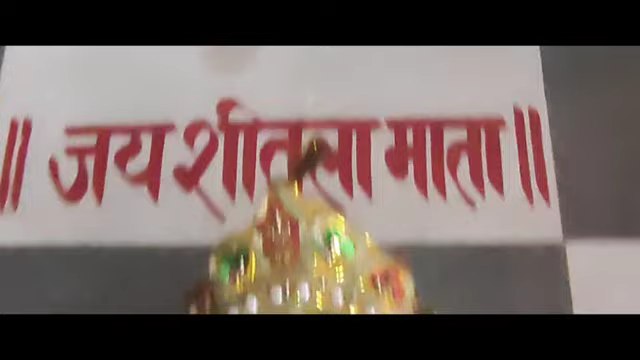 ॥ जय शीतला माता ॥